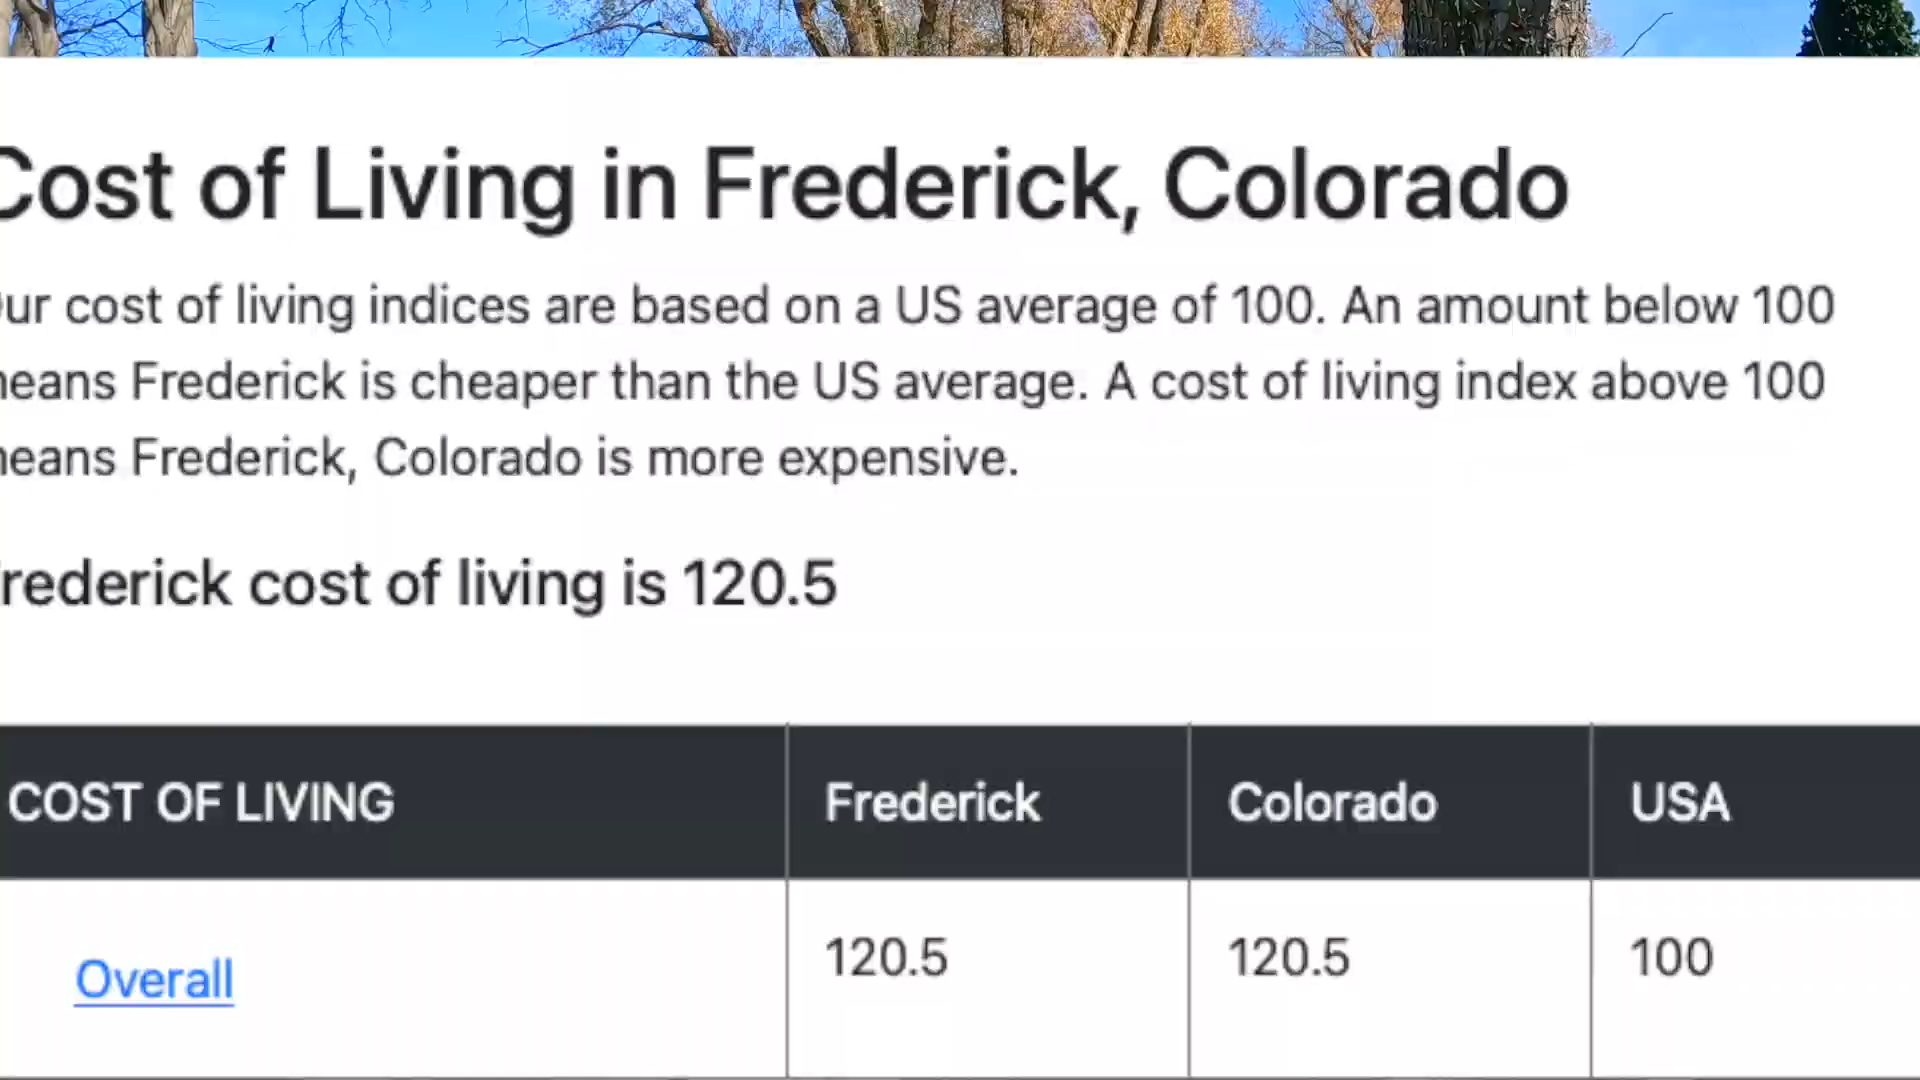 Cost of Living in Frederick, Colorado
ur cost of living indices are based on a US average of 100. An amount below 100
eans Frederick is cheaper than the US average. A cost of living index above 100
eans Frederick, Colorado is more expensive.
rederick cost of living is 120.5
COST OF LIVING Frederick Colorado USA
Overall 120.5 120.5 100